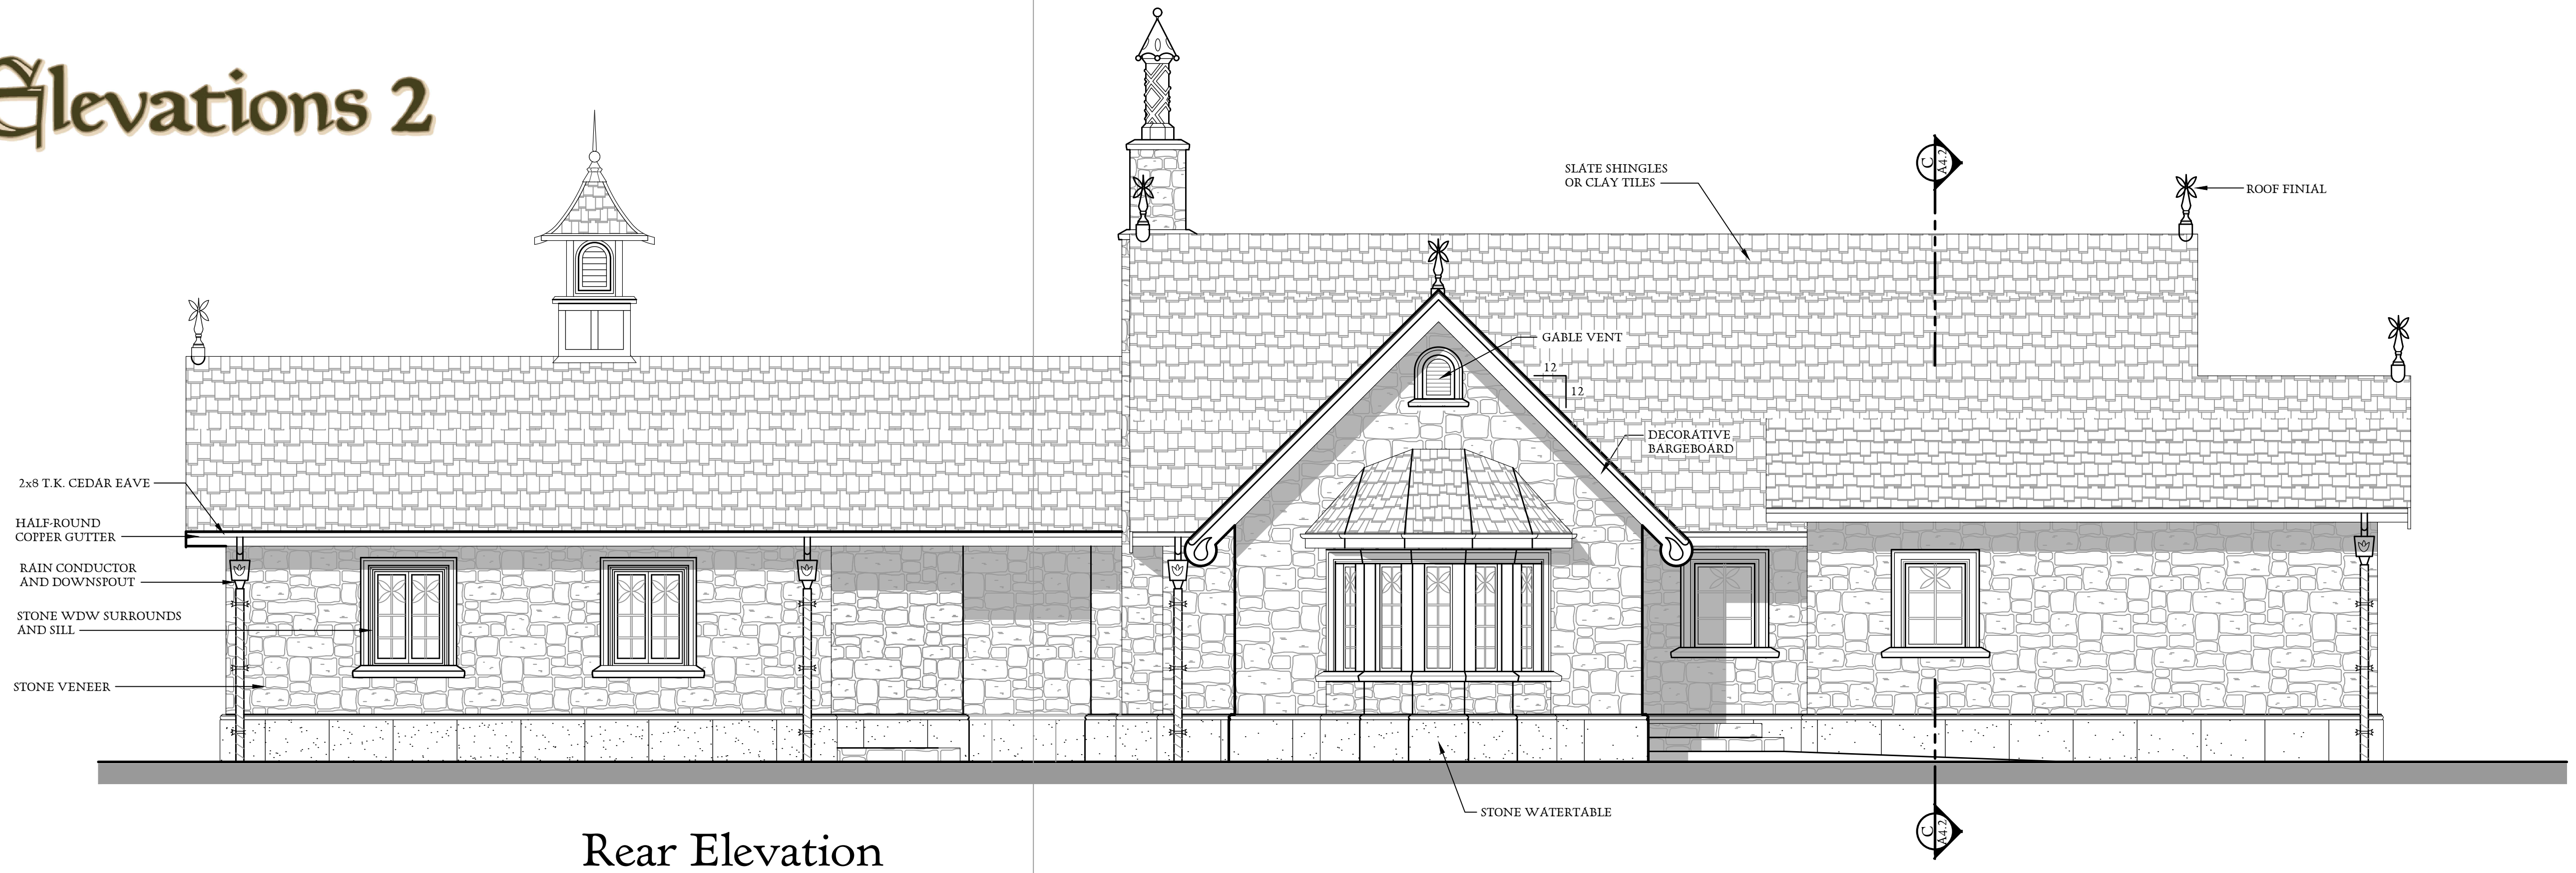 Elevations 2
C
A4.2
SLATE SHINGLES
OR CLAY TILES
ROOF FINIAL
GABLE VENT
12
12
DECORATIVE
BARGEBOARD
2x8 T.K. CEDAR EAVE
HALF-ROUND
COPPER GUTTER
RAIN CONDUCTOR
AND DOWNSPOUT
STONE WDW SURROUNDS
AND SILL
STONE VENEER
STONE WATERTABLE
C
A4.2
Rear Elevation